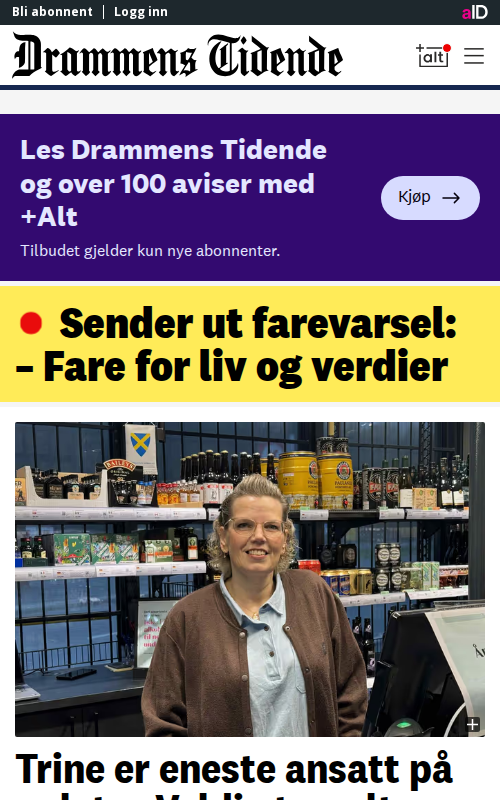 Bli abonnent | Logg inn
aID
Drammens Tidende
+alt
Les Drammens Tidende
og over 100 aviser med
+Alt
Kjøp →
Tilbudet gjelder kun nye abonnenter.
Sender ut farevarsel:
– Fare for liv og verdier
BAILEYS
Trine er eneste ansatt på